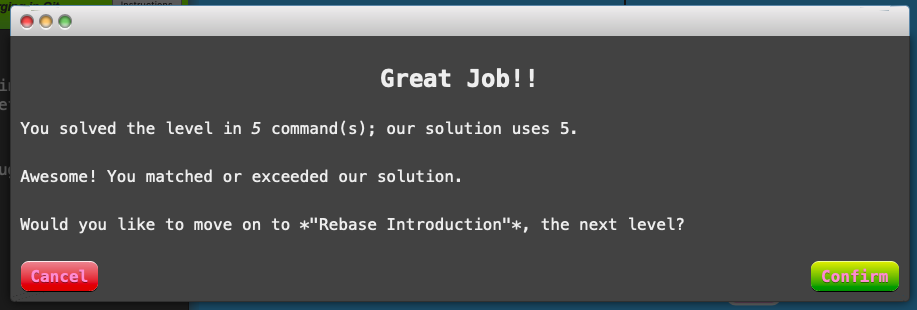 Instructions
Great Job!!
You solved the level in 5 command(s); our solution uses 5.
Awesome! You matched or exceeded our solution.
Would you like to move on to *"Rebase Introduction"*, the next level?
Cancel
Confirm